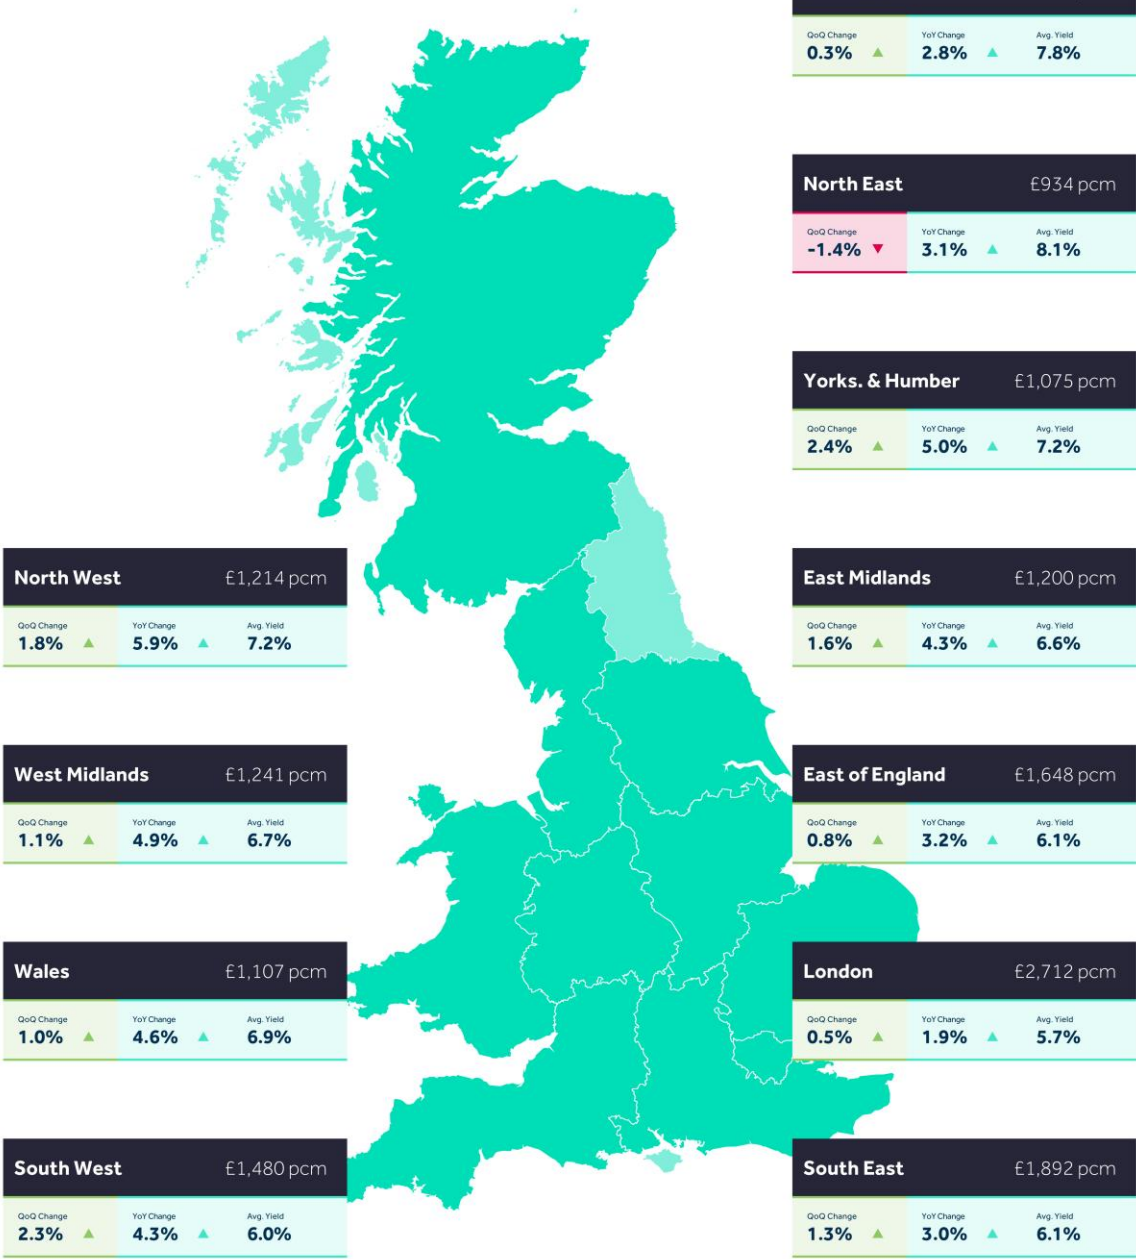 QoQ Change YoY Change Avg. Yield
0.3% 2.8% 7.8%
North East £934 pcm
QoQ Change YoY Change Avg. Yield
-1.4% 3.1% 8.1%
Yorks. & Humber £1,075 pcm
QoQ Change YoY Change Avg. Yield
2.4% 5.0% 7.2%
North West £1,214 pcm
QoQ Change YoY Change Avg. Yield
1.8% 5.9% 7.2%
East Midlands £1,200 pcm
QoQ Change YoY Change Avg. Yield
1.6% 4.3% 6.6%
West Midlands £1,241 pcm
QoQ Change YoY Change Avg. Yield
1.1% 4.9% 6.7%
East of England £1,648 pcm
QoQ Change YoY Change Avg. Yield
0.8% 3.2% 6.1%
Wales £1,107 pcm
QoQ Change YoY Change Avg. Yield
1.0% 4.6% 6.9%
London £2,712 pcm
QoQ Change YoY Change Avg. Yield
0.5% 1.9% 5.7%
South West £1,480 pcm
QoQ Change YoY Change Avg. Yield
2.3% 4.3% 6.0%
South East £1,892 pcm
QoQ Change YoY Change Avg. Yield
1.3% 3.0% 6.1%